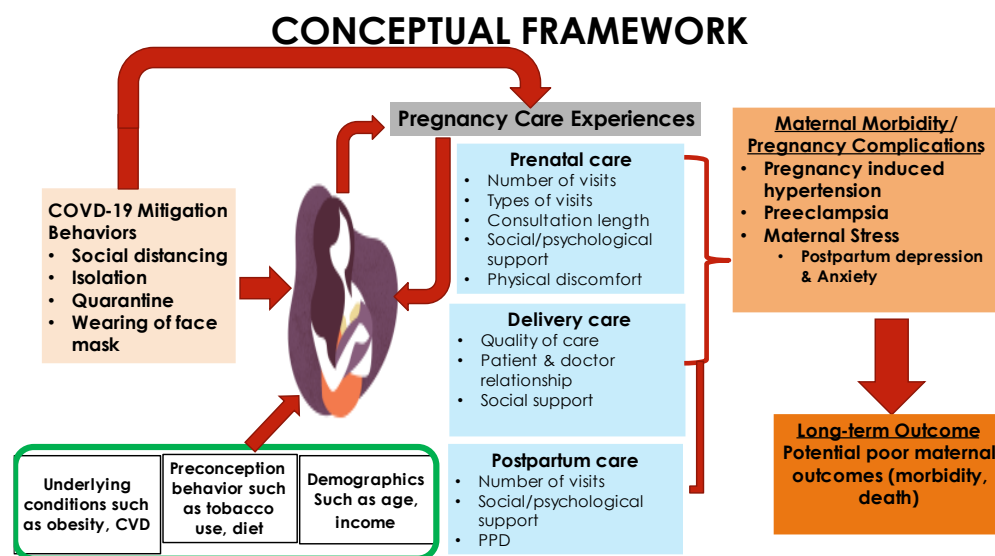 CONCEPTUAL FRAMEWORK
Pregnancy Care Experiences
COVD-19 Mitigation
Behaviors
• Social distancing
• Isolation
• Quarantine
• Wearing of face
mask
Underlying
conditions such
as obesity, CVD
Preconception
behavior such
as tobacco
use, diet
Demographics
Such as age,
income
Prenatal care
• Number of visits
• Types of visits
• Consultation length
• Social/psychological
support
• Physical discomfort
Delivery care
• Quality of care
• Patient & doctor
relationship
• Social support
Postpartum care
• Number of visits
• Social/psychological
support
• PPD
Maternal Morbidity/
Pregnancy Complications
• Pregnancy induced
hypertension
• Preeclampsia
• Maternal Stress
• Postpartum depression
& Anxiety
Long-term Outcome
Potential poor maternal
outcomes (morbidity,
death)